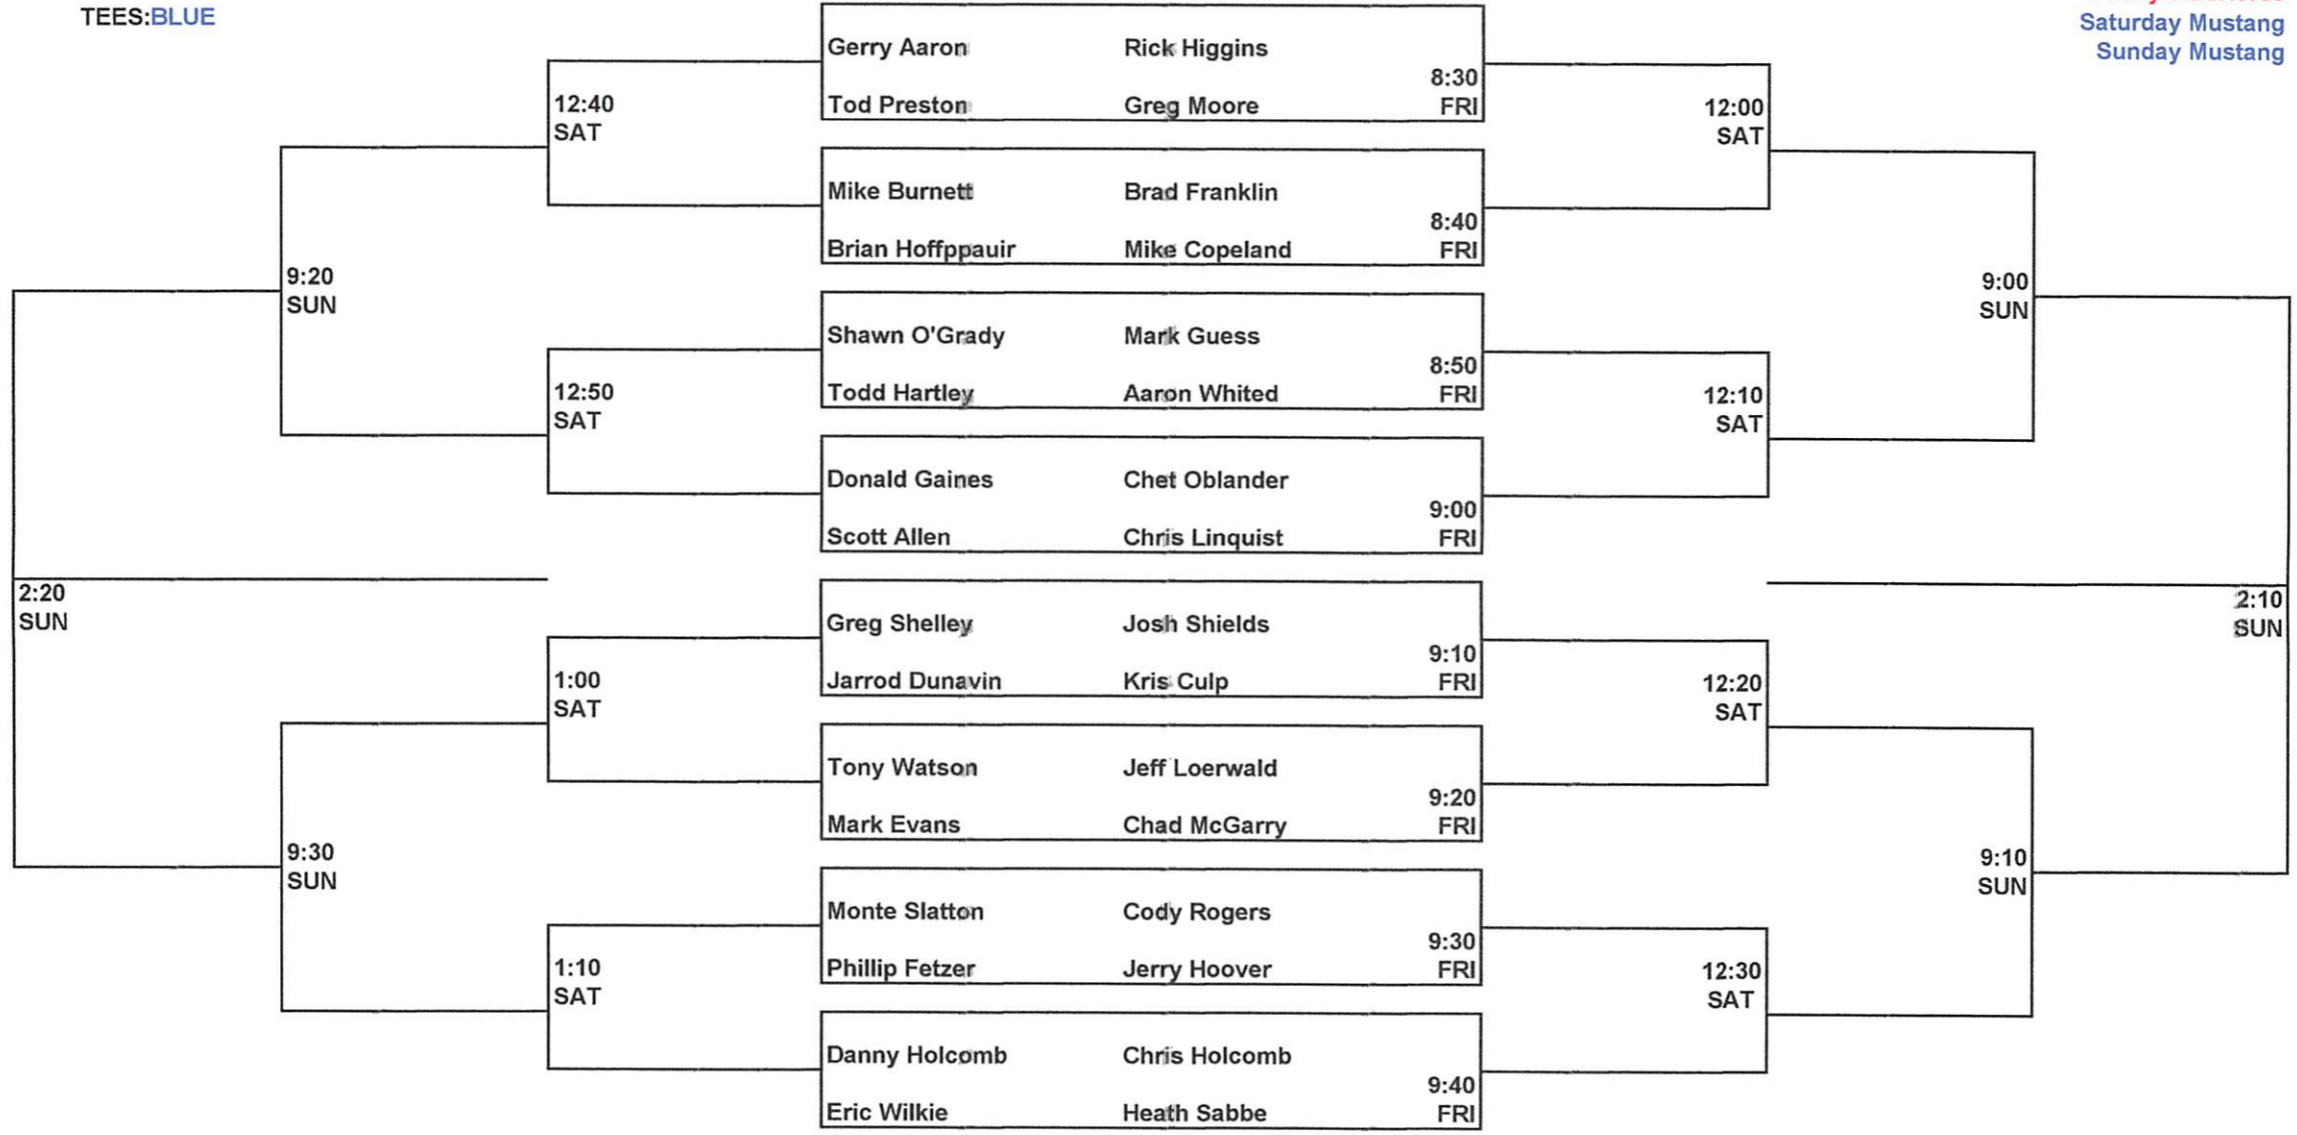 TEES:BLUE
Saturday Mustang
Sunday Mustang
Gerry Aaron Rick Higgins
8:30
Tod Preston Greg Moore FRI
12:40
SAT
12:00
SAT
Mike Burnett Brad Franklin
8:40
Brian Hoffppauir Mike Copeland FRI
9:20
SUN
9:00
SUN
Shawn O'Grady Mark Guess
8:50
Todd Hartley Aaron Whited FRI
12:50
SAT
12:10
SAT
Donald Gaines Chet Oblander
9:00
Scott Allen Chris Linquist FRI
2:20
SUN
2:10
SUN
Greg Shelley Josh Shields
9:10
Jarrod Dunavin Kris Culp FRI
1:00
SAT
12:20
SAT
Tony Watson Jeff Loerwald
9:20
Mark Evans Chad McGarry FRI
9:30
SUN
9:10
SUN
Monte Slatton Cody Rogers
9:30
Phillip Fetzer Jerry Hoover FRI
1:10
SAT
12:30
SAT
Danny Holcomb Chris Holcomb
9:40
Eric Wilkie Heath Sabbe FRI